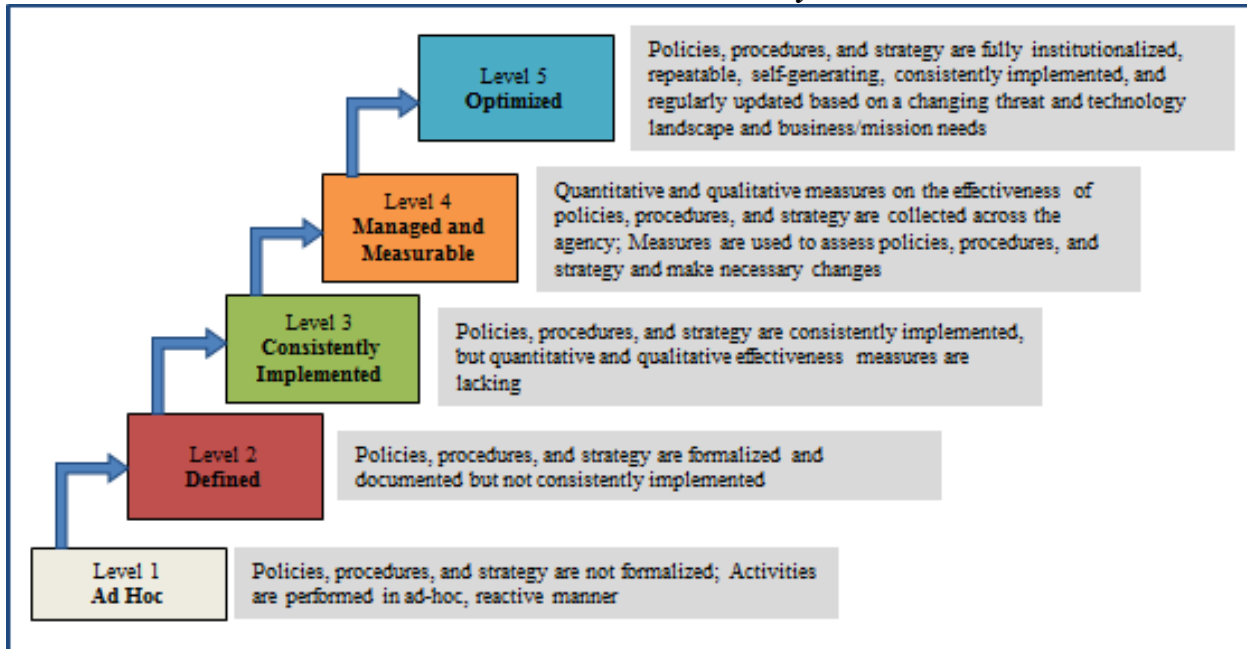 Level 5
Optimized
Policies, procedures, and strategy are fully institutionalized,
repeatable, self-generating, consistently implemented, and
regularly updated based on a changing threat and technology
landscape and business/mission needs
Level 4
Managed and
Measurable
Quantitative and qualitative measures on the effectiveness of
policies, procedures, and strategy are collected across the
agency; Measures are used to assess policies, procedures, and
strategy and make necessary changes
Level 3
Consistently
Implemented
Policies, procedures, and strategy are consistently implemented,
but quantitative and qualitative effectiveness measures are
lacking
Level 2
Defined
Policies, procedures, and strategy are formalized and
documented but not consistently implemented
Level 1
Ad Hoc
Policies, procedures, and strategy are not formalized; Activities
are performed in ad-hoc, reactive manner